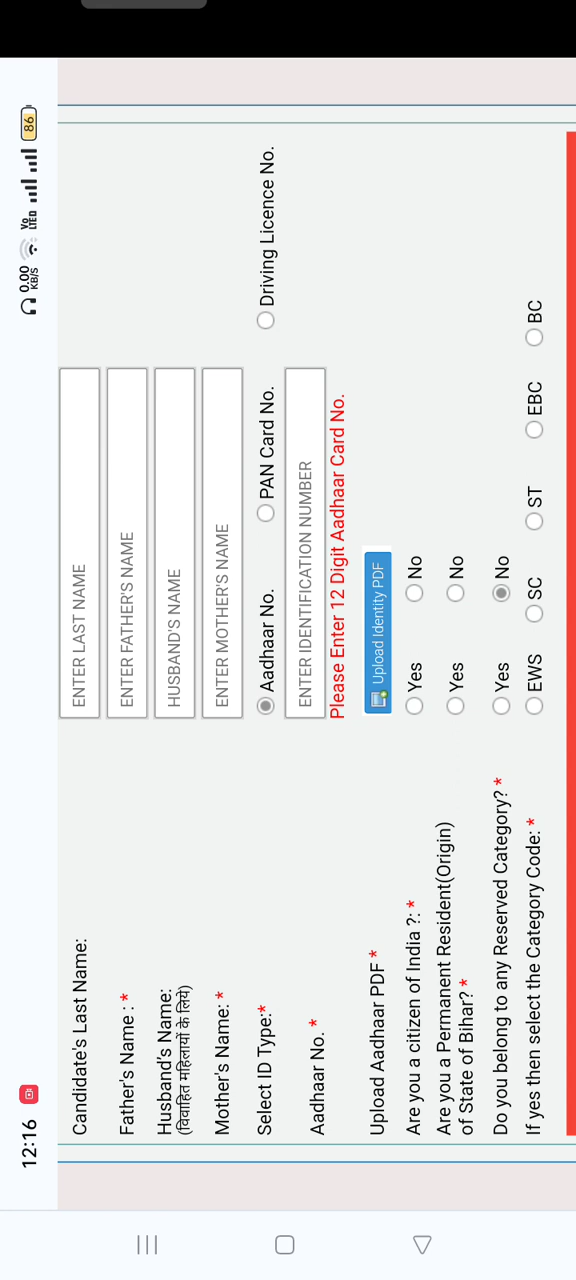 12:16
0.00 KB/S Vo LTED 86
Candidate's Last Name: ENTER LAST NAME
Father's Name : * ENTER FATHER'S NAME
Husband's Name: HUSBAND'S NAME
(विवाहित महिलायों के लिये)
Mother's Name: * ENTER MOTHER'S NAME
Select ID Type:* Aadhaar No. PAN Card No. Driving Licence No.
Aadhaar No. * ENTER IDENTIFICATION NUMBER
Please Enter 12 Digit Aadhaar Card No.
Upload Aadhaar PDF * Upload Identity PDF
Are you a citizen of India ?: * Yes No
Are you a Permanent Resident(Origin)
of State of Bihar? * Yes No
Do you belong to any Reserved Category? * Yes No
If yes then select the Category Code: * EWS SC ST EBC BC